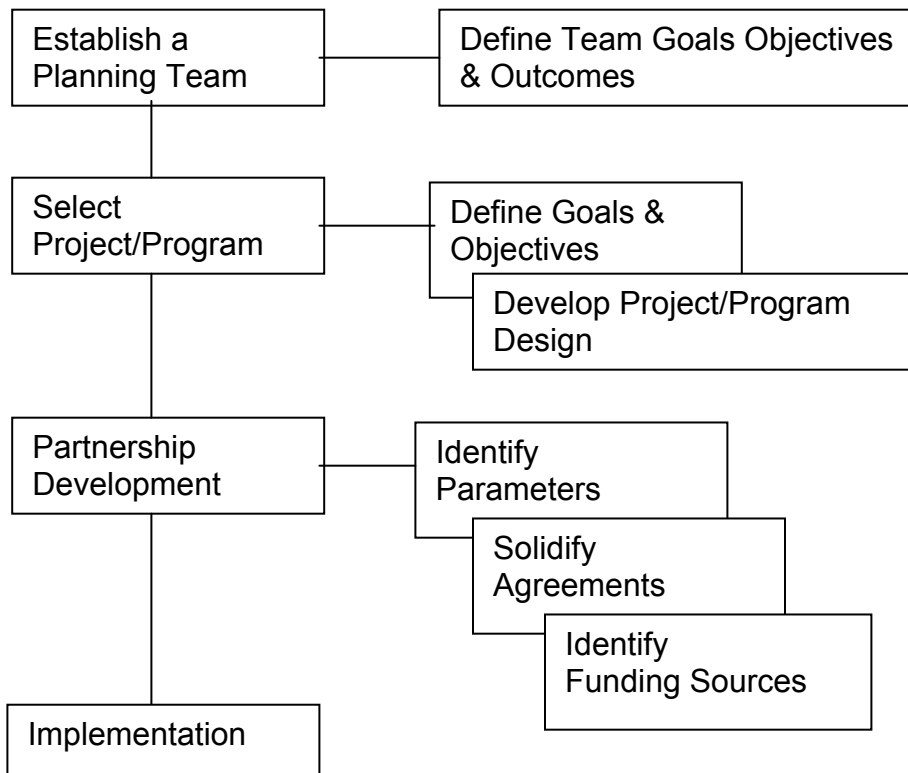 Establish a
Planning Team
Define Team Goals Objectives
& Outcomes
Select
Project/Program
Define Goals &
Objectives
Develop Project/Program
Design
Partnership
Development
Identify
Parameters
Solidify
Agreements
Identify
Funding Sources
Implementation